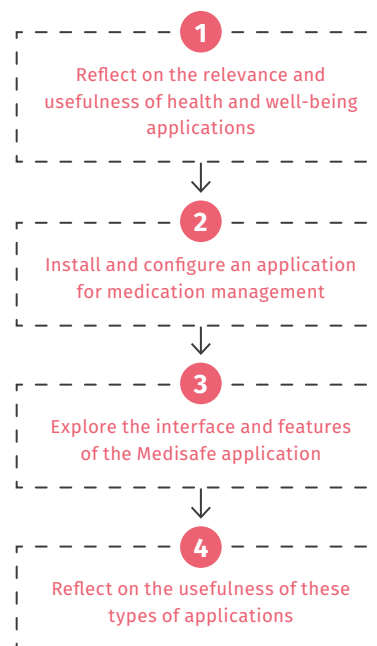 1
Reflect on the relevance and
usefulness of health and well-being
applications
2
Install and configure an application
for medication management
3
Explore the interface and features
of the Medisafe application
4
Reflect on the usefulness of these
types of applications